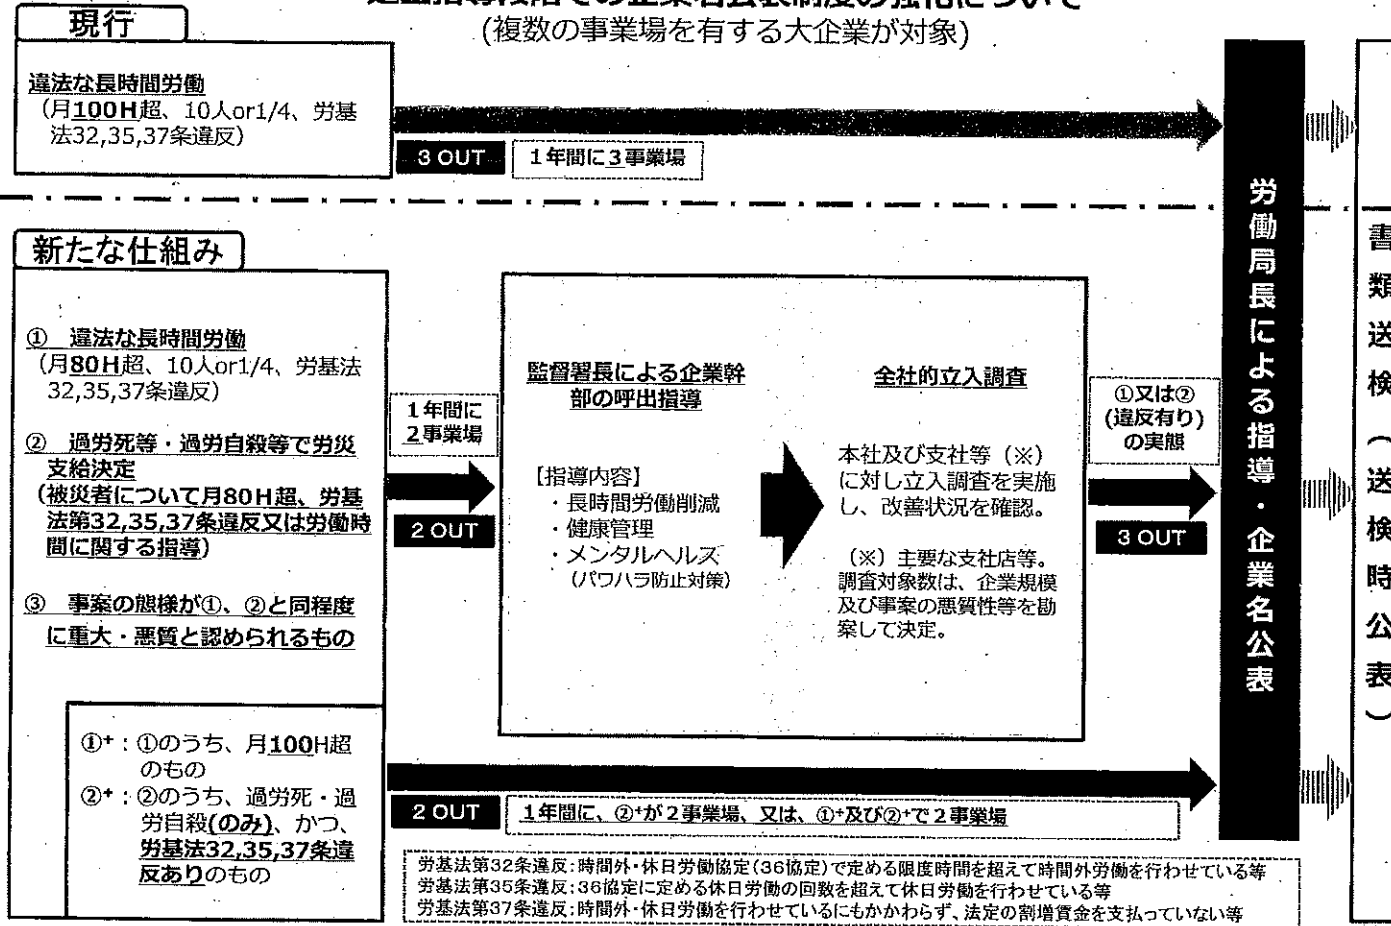 (複数の事業場を有する大企業が対象)
現行
違法な長時間労働
（月100H超、10人or1/4、労基
法32,35,37条違反）
3 OUT
1年間に3事業場
新たな仕組み
① 違法な長時間労働
（月80H超、10人or1/4、労基法
32,35,37条違反）
② 過労死等・過労自殺等で労災
支給決定
（被災者について月80H超、労基
法第32,35,37条違反又は労働時
間に関する指導）
③ 事案の態様が①、②と同程度
に重大・悪質と認められるもの
①⁺：①のうち、月100H超
のもの
②⁺：②のうち、過労死・過
労自殺(のみ)、かつ、
労基法32,35,37条違
反ありのもの
1年間に
2事業場
2 OUT
監督署長による企業幹
部の呼出指導
【指導内容】
・長時間労働削減
・健康管理
・メンタルヘルス
（パワハラ防止対策）
全社的立入調査
本社及び支社等（※）
に対し立入調査を実施
し、改善状況を確認。
（※）主要な支社店等。
調査対象数は、企業規模
及び事案の悪質性等を勘
案して決定。
①又は②
(違反有り)
の実態
3 OUT
2 OUT
1年間に、②⁺が2事業場、又は、①⁺及び②⁺で2事業場
労基法第32条違反：時間外・休日労働協定（36協定）で定める限度時間を超えて時間外労働を行わせている等
労基法第35条違反：36協定に定める休日労働の回数を超えて休日労働を行わせている等
労基法第37条違反：時間外・休日労働を行わせているにもかかわらず、法定の割増賃金を支払っていない等
労働局長による指導・企業名公表
書類送検（送検時公表）